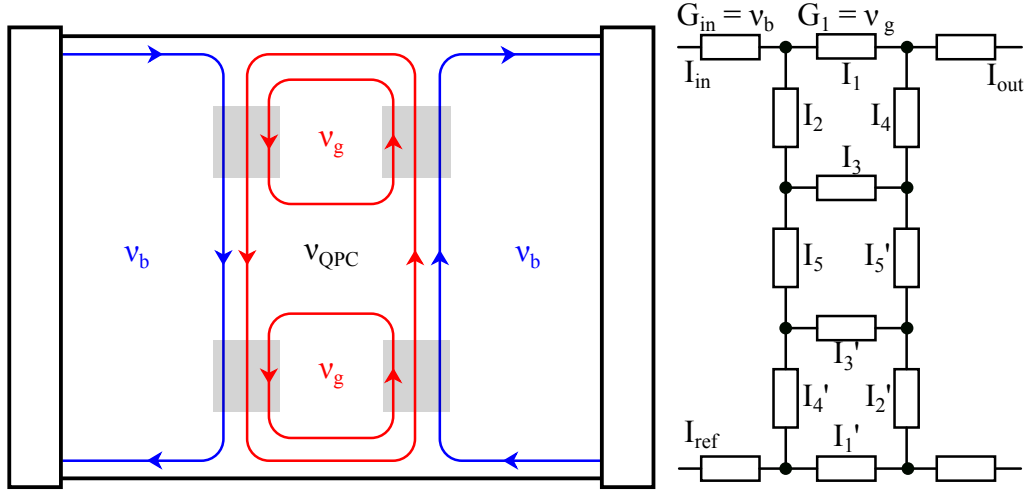 G_in = ν_b G_1 = ν_g
I_in I_1 I_out
I_2 I_4
ν_g
I_3
ν_b ν_QPC ν_b
I_5 I_5'
I_3'
ν_g
I_4' I_2'
I_ref I_1'